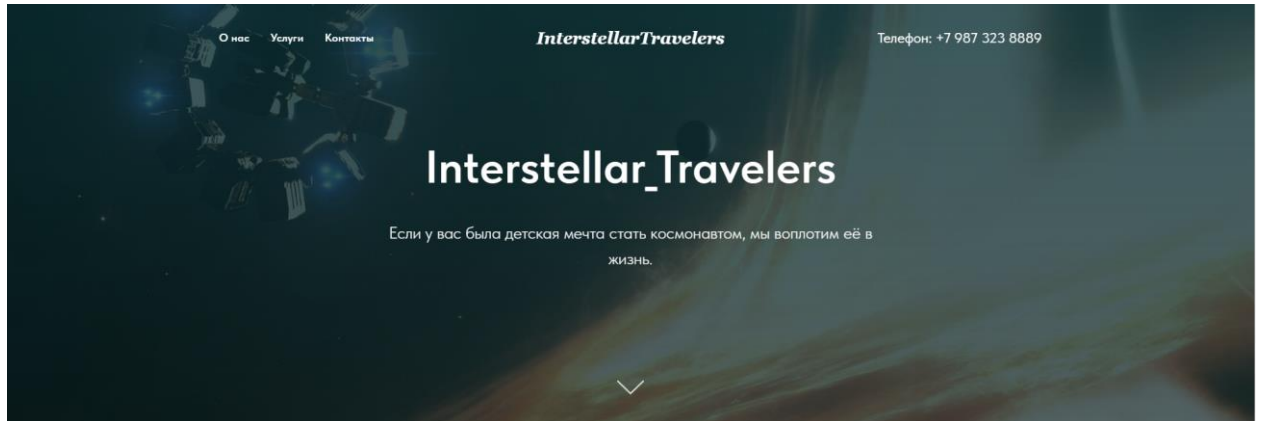 О нас Услуги Контакты InterstellarTravelers Телефон: +7 987 323 8889
Interstellar_Travelers
Если у вас была детская мечта стать космонавтом, мы воплотим её в
жизнь.